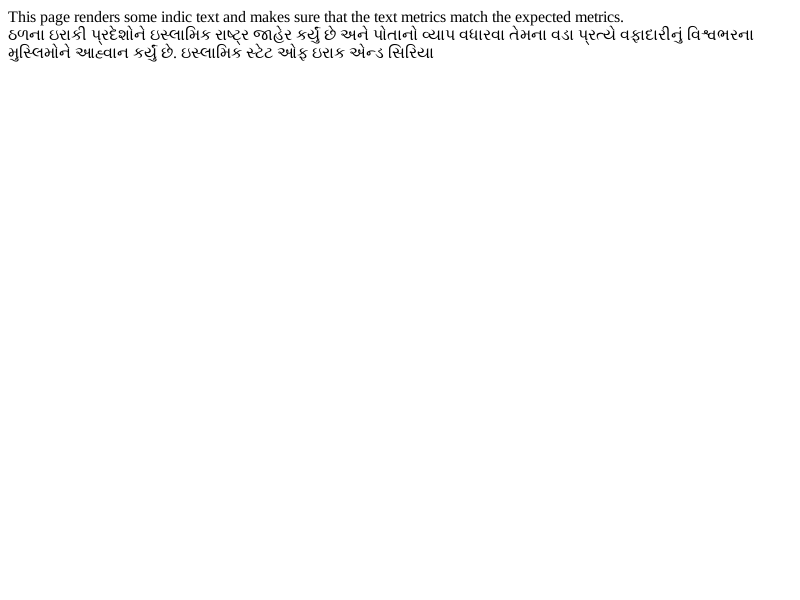 This page renders some indic text and makes sure that the text metrics match the expected metrics.
ઠળના ઇરાકી પ્રદેશોને ઇસ્લામિક રાષ્ટ્ર જાહેર કર્યું છે અને પોતાનો વ્યાપ વધારવા તેમના વડા પ્રત્યે વફાદારીનું વિશ્વભરના
મુસ્લિમોને આહ્વાન કર્યું છે. ઇસ્લામિક સ્ટેટ ઓફ ઇરાક એન્ડ સિરિયા